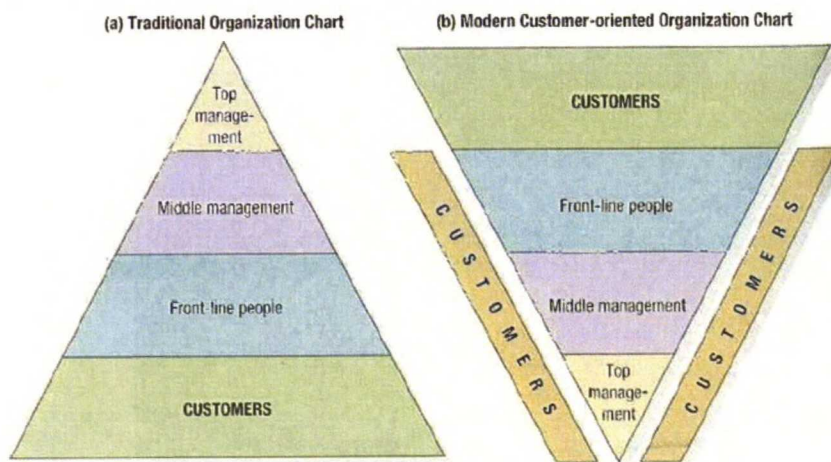 (a) Traditional Organization Chart
Top
manage-
ment
Middle management
Front-line people
CUSTOMERS
(b) Modern Customer-oriented Organization Chart
CUSTOMERS
Front-line people
Middle management
Top
manage-
ment
CUSTOMERS
CUSTOMERS